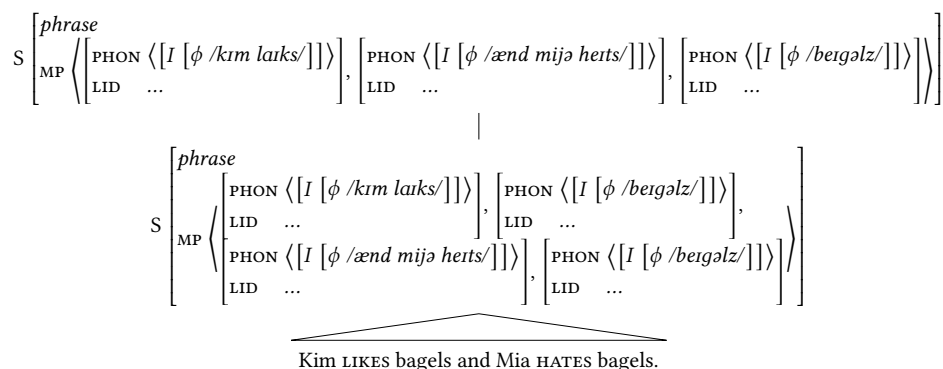 phrase
S MP ⟨[PHON ⟨[I [ϕ /kɪm laɪks/]]⟩ LID ...], [PHON ⟨[I [ϕ /ænd mijə heɪts/]]⟩ LID ...], [PHON ⟨[I [ϕ /beɪgəlz/]]⟩ LID ...]⟩
phrase
S MP ⟨[PHON ⟨[I [ϕ /kɪm laɪks/]]⟩ LID ...], [PHON ⟨[I [ϕ /beɪgəlz/]]⟩ LID ...],
[PHON ⟨[I [ϕ /ænd mijə heɪts/]]⟩ LID ...], [PHON ⟨[I [ϕ /beɪgəlz/]]⟩ LID ...]⟩
Kim LIKES bagels and Mia HATES bagels.